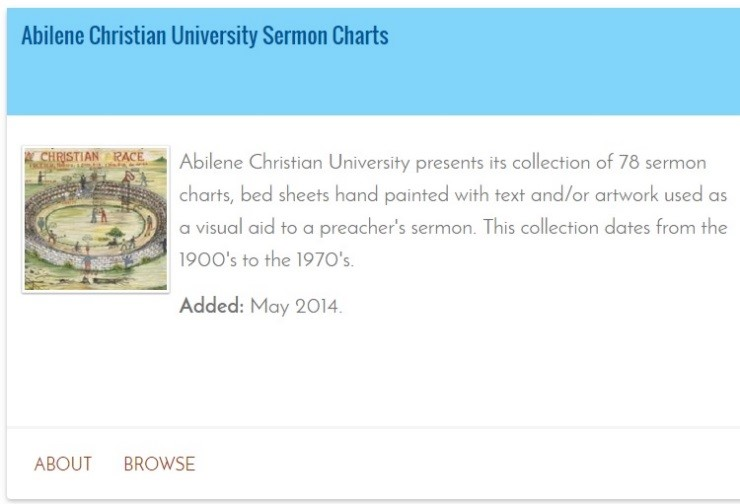 Abilene Christian University Sermon Charts
CHRISTIAN RACE
Abilene Christian University presents its collection of 78 sermon
charts, bed sheets hand painted with text and/or artwork used as
a visual aid to a preacher's sermon. This collection dates from the
1900's to the 1970's.
Added: May 2014.
ABOUT BROWSE